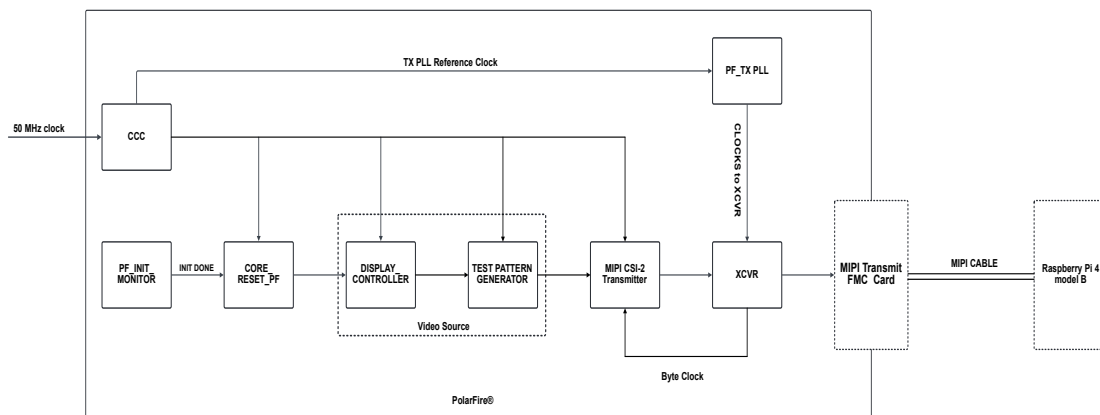 TX PLL Reference Clock
PF_TX PLL
50 MHz clock
CCC
CLOCKS to XCVR
PF_INIT_
MONITOR
INIT DONE
CORE_
RESET_PF
DISPLAY_
CONTROLLER
TEST PATTERN
GENERATOR
MIPI CSI-2
Transmitter
XCVR
MIPI Transmit
FMC Card
MIPI CABLE
Raspberry Pi 4
model B
Video Source
Byte Clock
PolarFire®